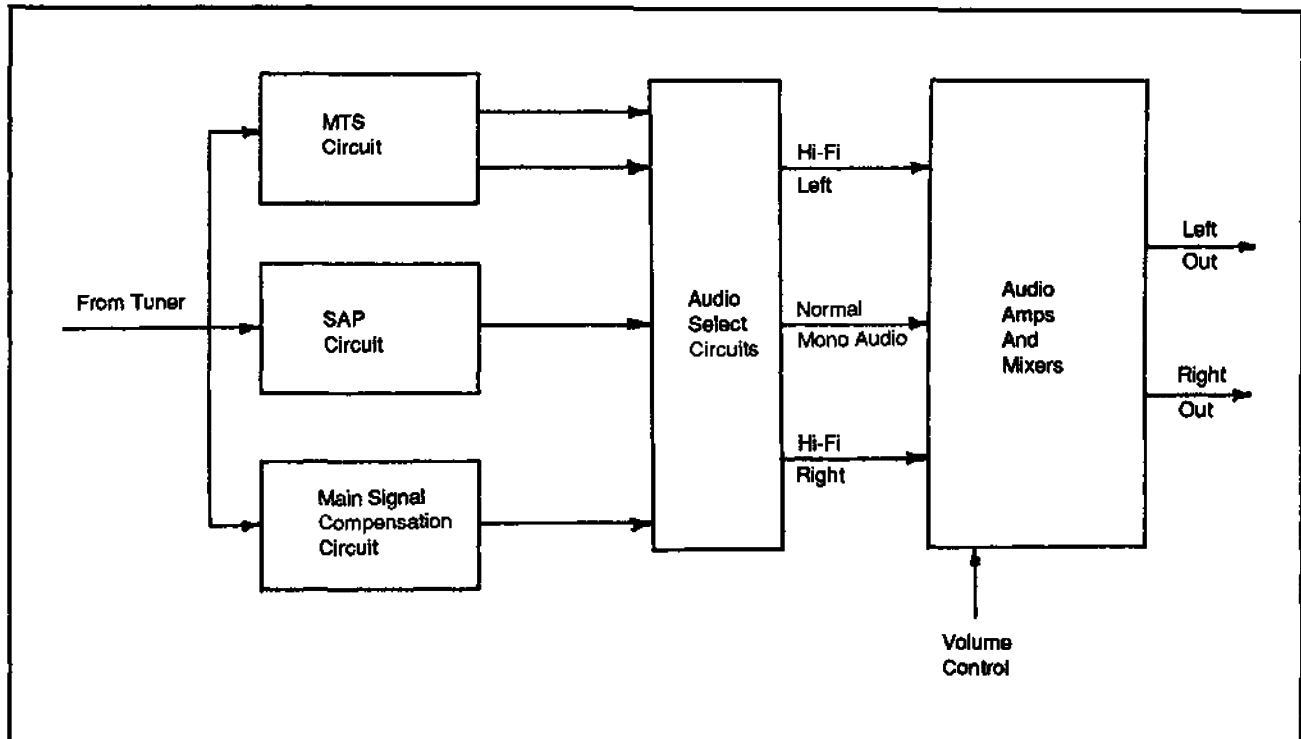 MTS
Circuit
Hi-Fi
Left
Left
Out
From Tuner
SAP
Circuit
Audio
Select
Circuits
Normal
Mono Audio
Audio
Amps
And
Mixers
Right
Out
Hi-Fi
Right
Main Signal
Compensation
Circuit
Volume
Control